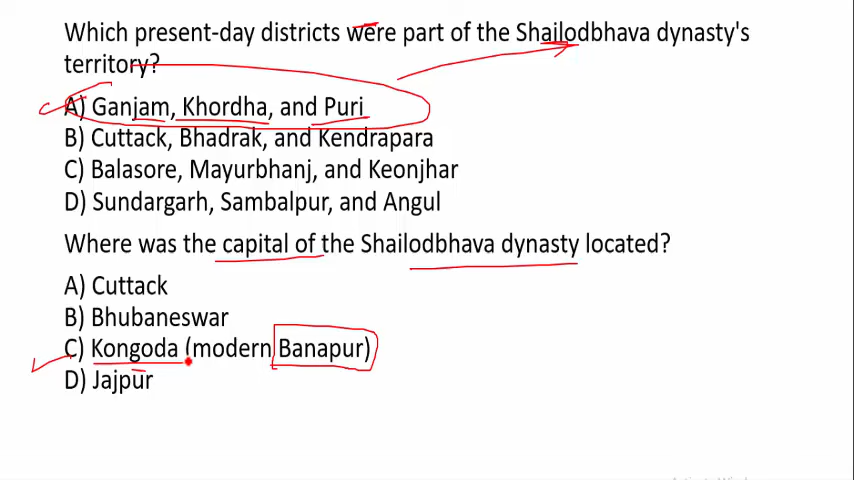 Which present-day districts were part of the Shailodbhava dynasty's
territory?
A) Ganjam, Khordha, and Puri
B) Cuttack, Bhadrak, and Kendrapara
C) Balasore, Mayurbhanj, and Keonjhar
D) Sundargarh, Sambalpur, and Angul
Where was the capital of the Shailodbhava dynasty located?
A) Cuttack
B) Bhubaneswar
C) Kongoda (modern Banapur)
D) Jajpur